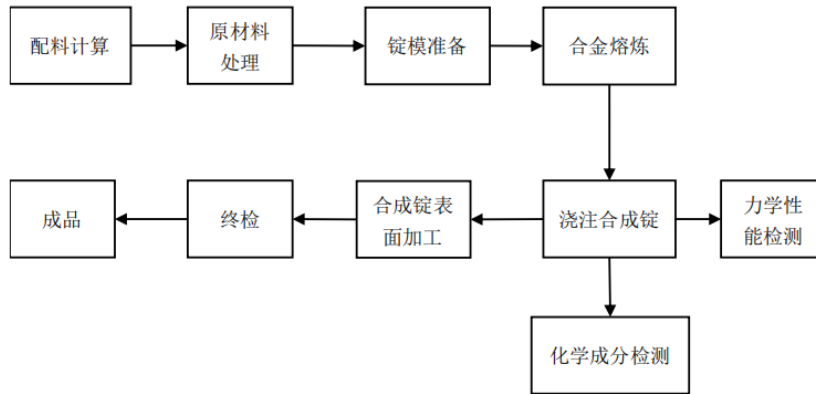 配料计算
原材料
处理
锭模准备
合金熔炼
成品
终检
合成锭表
面加工
浇注合成锭
力学性
能检测
化学成分检测